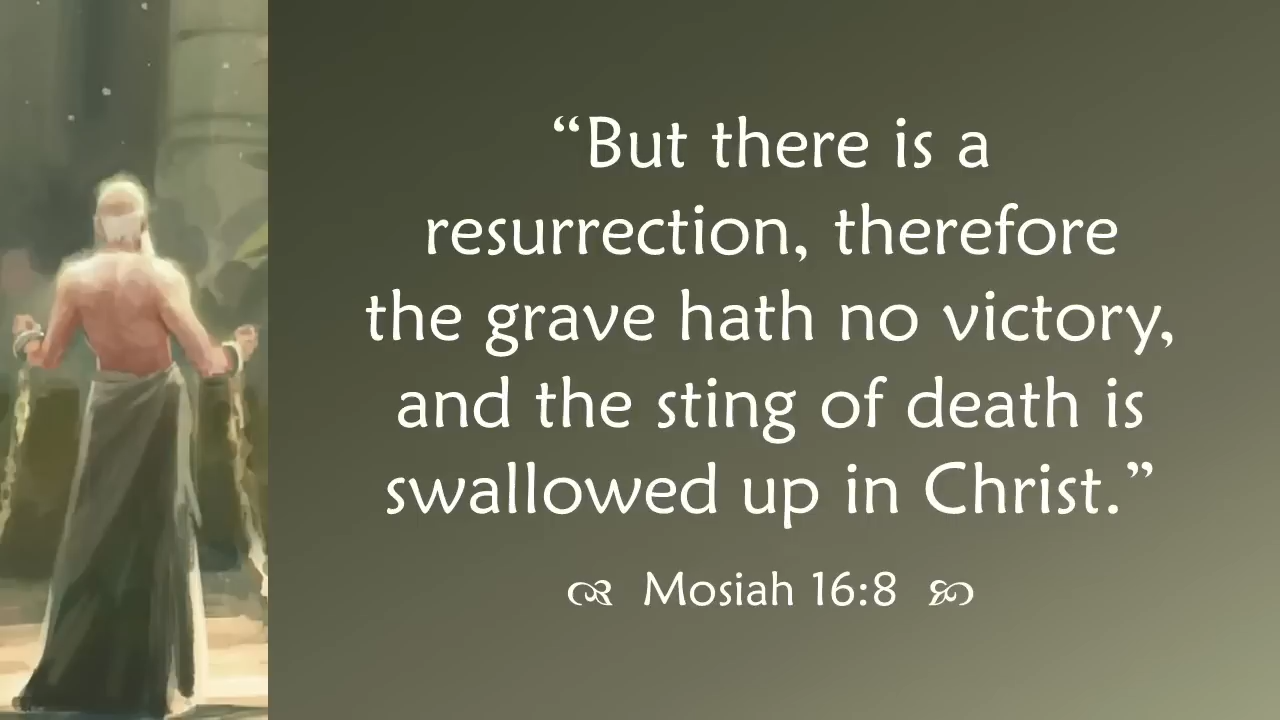 “But there is a
resurrection, therefore
the grave hath no victory,
and the sting of death is
swallowed up in Christ.”
Mosiah 16:8